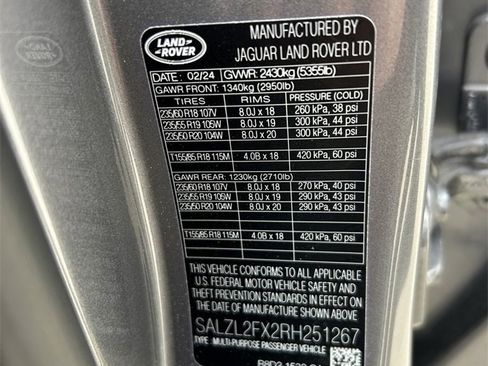 LAND
ROVER
MANUFACTURED BY
JAGUAR LAND ROVER LTD
DATE : 02/24 GVWR: 2430kg (5355lb)
GAWR FRONT: 1340kg (2950lb)
TIRES RIMS PRESSURE (COLD)
235/60 R18 107V 8.0J x 18 260 kPa, 38 psi
235/55 R19 105W 8.0J x 19 300 kPa, 44 psi
235/50 R20 104W 8.0J x 20 300 kPa, 44 psi
T155/85 R18 115M 4.0B x 18 420 kPa, 60 psi
GAWR REAR: 1230kg (2710lb)
235/60 R18 107V 8.0J x 18 270 kPa, 40 psi
235/55 R19 105W 8.0J x 19 290 kPa, 43 psi
235/50 R20 104W 8.0J x 20 290 kPa, 43 psi
T155/85 R18 115M 4.0B x 18 420 kPa, 60 psi
THIS VEHICLE CONFORMS TO ALL APPLICABLE
U.S. FEDERAL MOTOR VEHICLE SAFETY AND
THEFT PREVENTION STANDARDS IN EFFECT ON
THE DATE OF MANUFACTURE SHOWN ABOVE
SALZL2FX2RH251267
TYPE : MULTI-PURPOSE PASSENGER VEHICLE